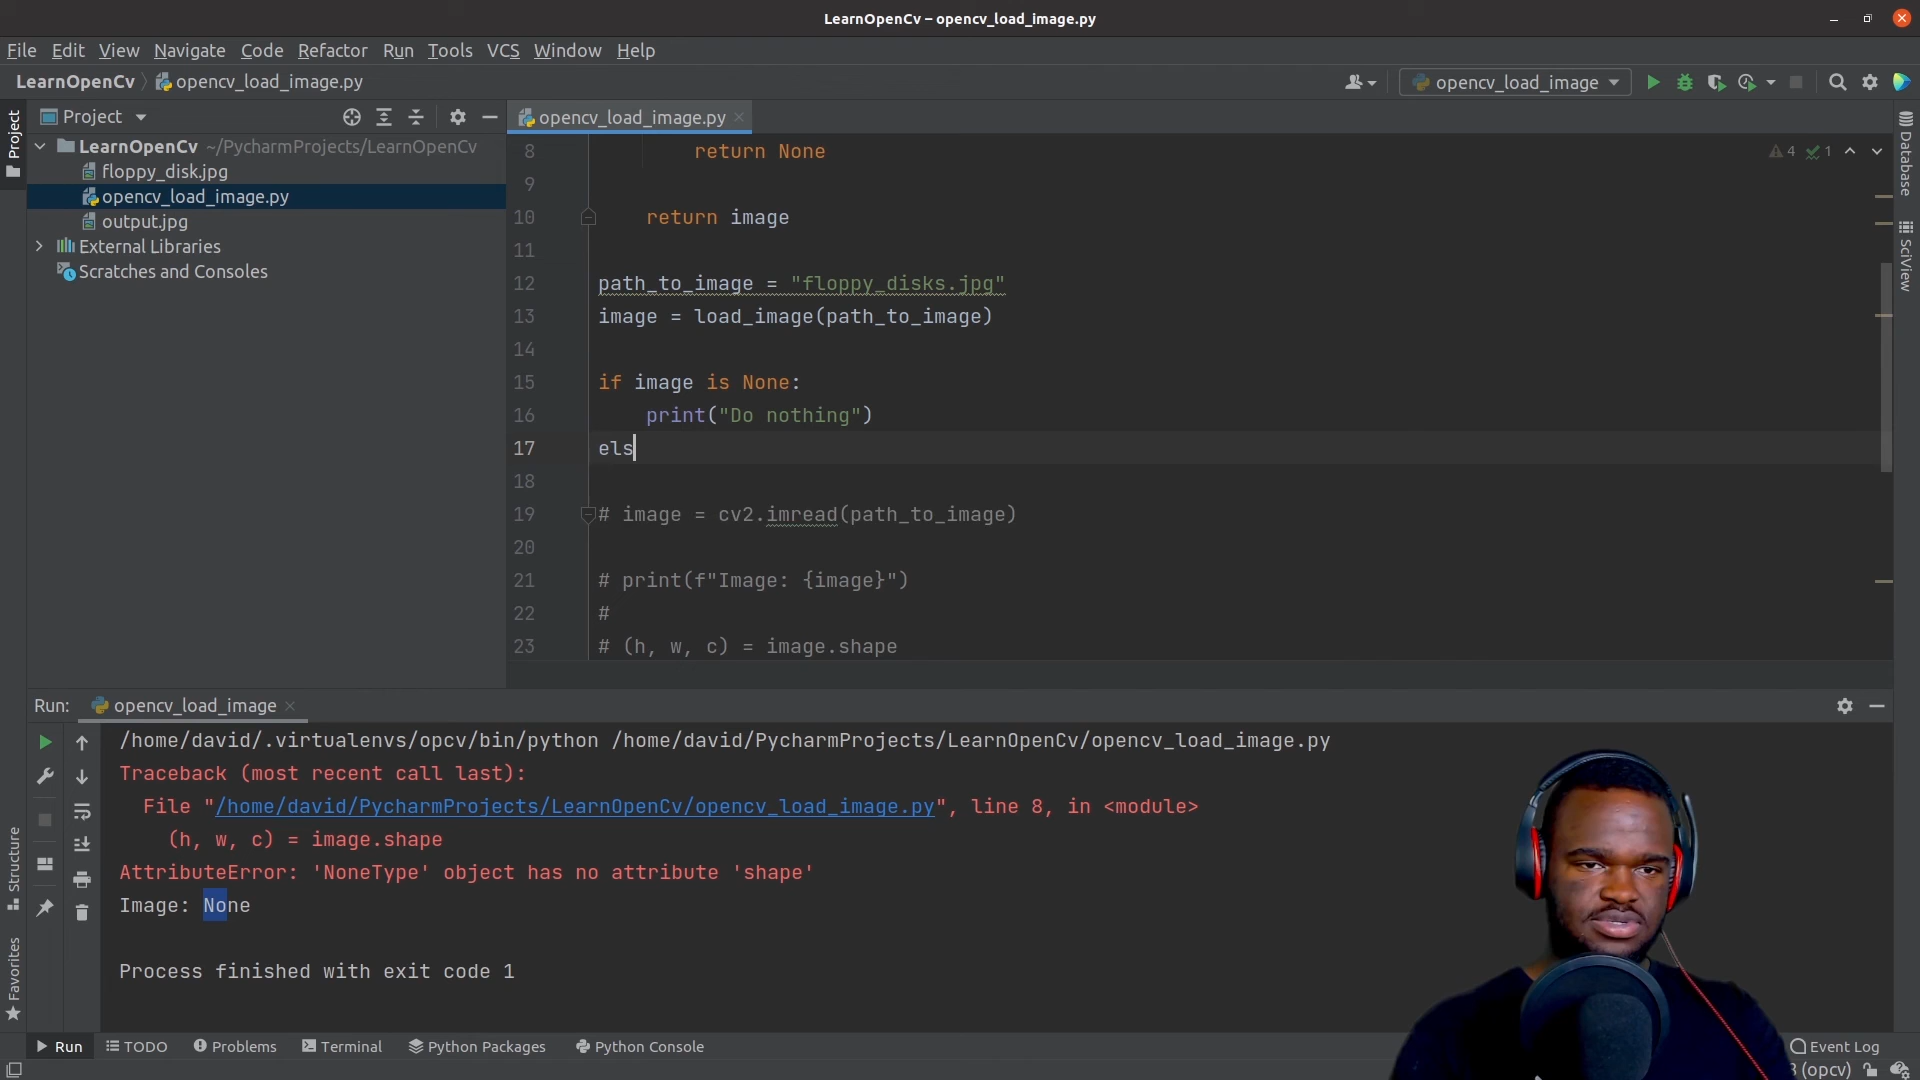 LearnOpenCv – opencv_load_image.py
File Edit View Navigate Code Refactor Run Tools VCS Window Help
LearnOpenCv opencv_load_image.py
opencv_load_image
Project
Project
opencv_load_image.py
LearnOpenCv ~/PycharmProjects/LearnOpenCv
floppy_disk.jpg
opencv_load_image.py
output.jpg
External Libraries
Scratches and Consoles
Structure
Favorites
Database
SciView
4 1
8 return None
9
10 return image
11
12 path_to_image = "floppy_disks.jpg"
13 image = load_image(path_to_image)
14
15 if image is None:
16 print("Do nothing")
17 els
18
19 # image = cv2.imread(path_to_image)
20
21 # print(f"Image: {image}")
22 #
23 # (h, w, c) = image.shape
Run: opencv_load_image
/home/david/.virtualenvs/opcv/bin/python /home/david/PycharmProjects/LearnOpenCv/opencv_load_image.py
Traceback (most recent call last):
File "/home/david/PycharmProjects/LearnOpenCv/opencv_load_image.py", line 8, in <module>
(h, w, c) = image.shape
AttributeError: 'NoneType' object has no attribute 'shape'
Image: None
Process finished with exit code 1
Run TODO Problems Terminal Python Packages Python Console
Event Log
(opcv)